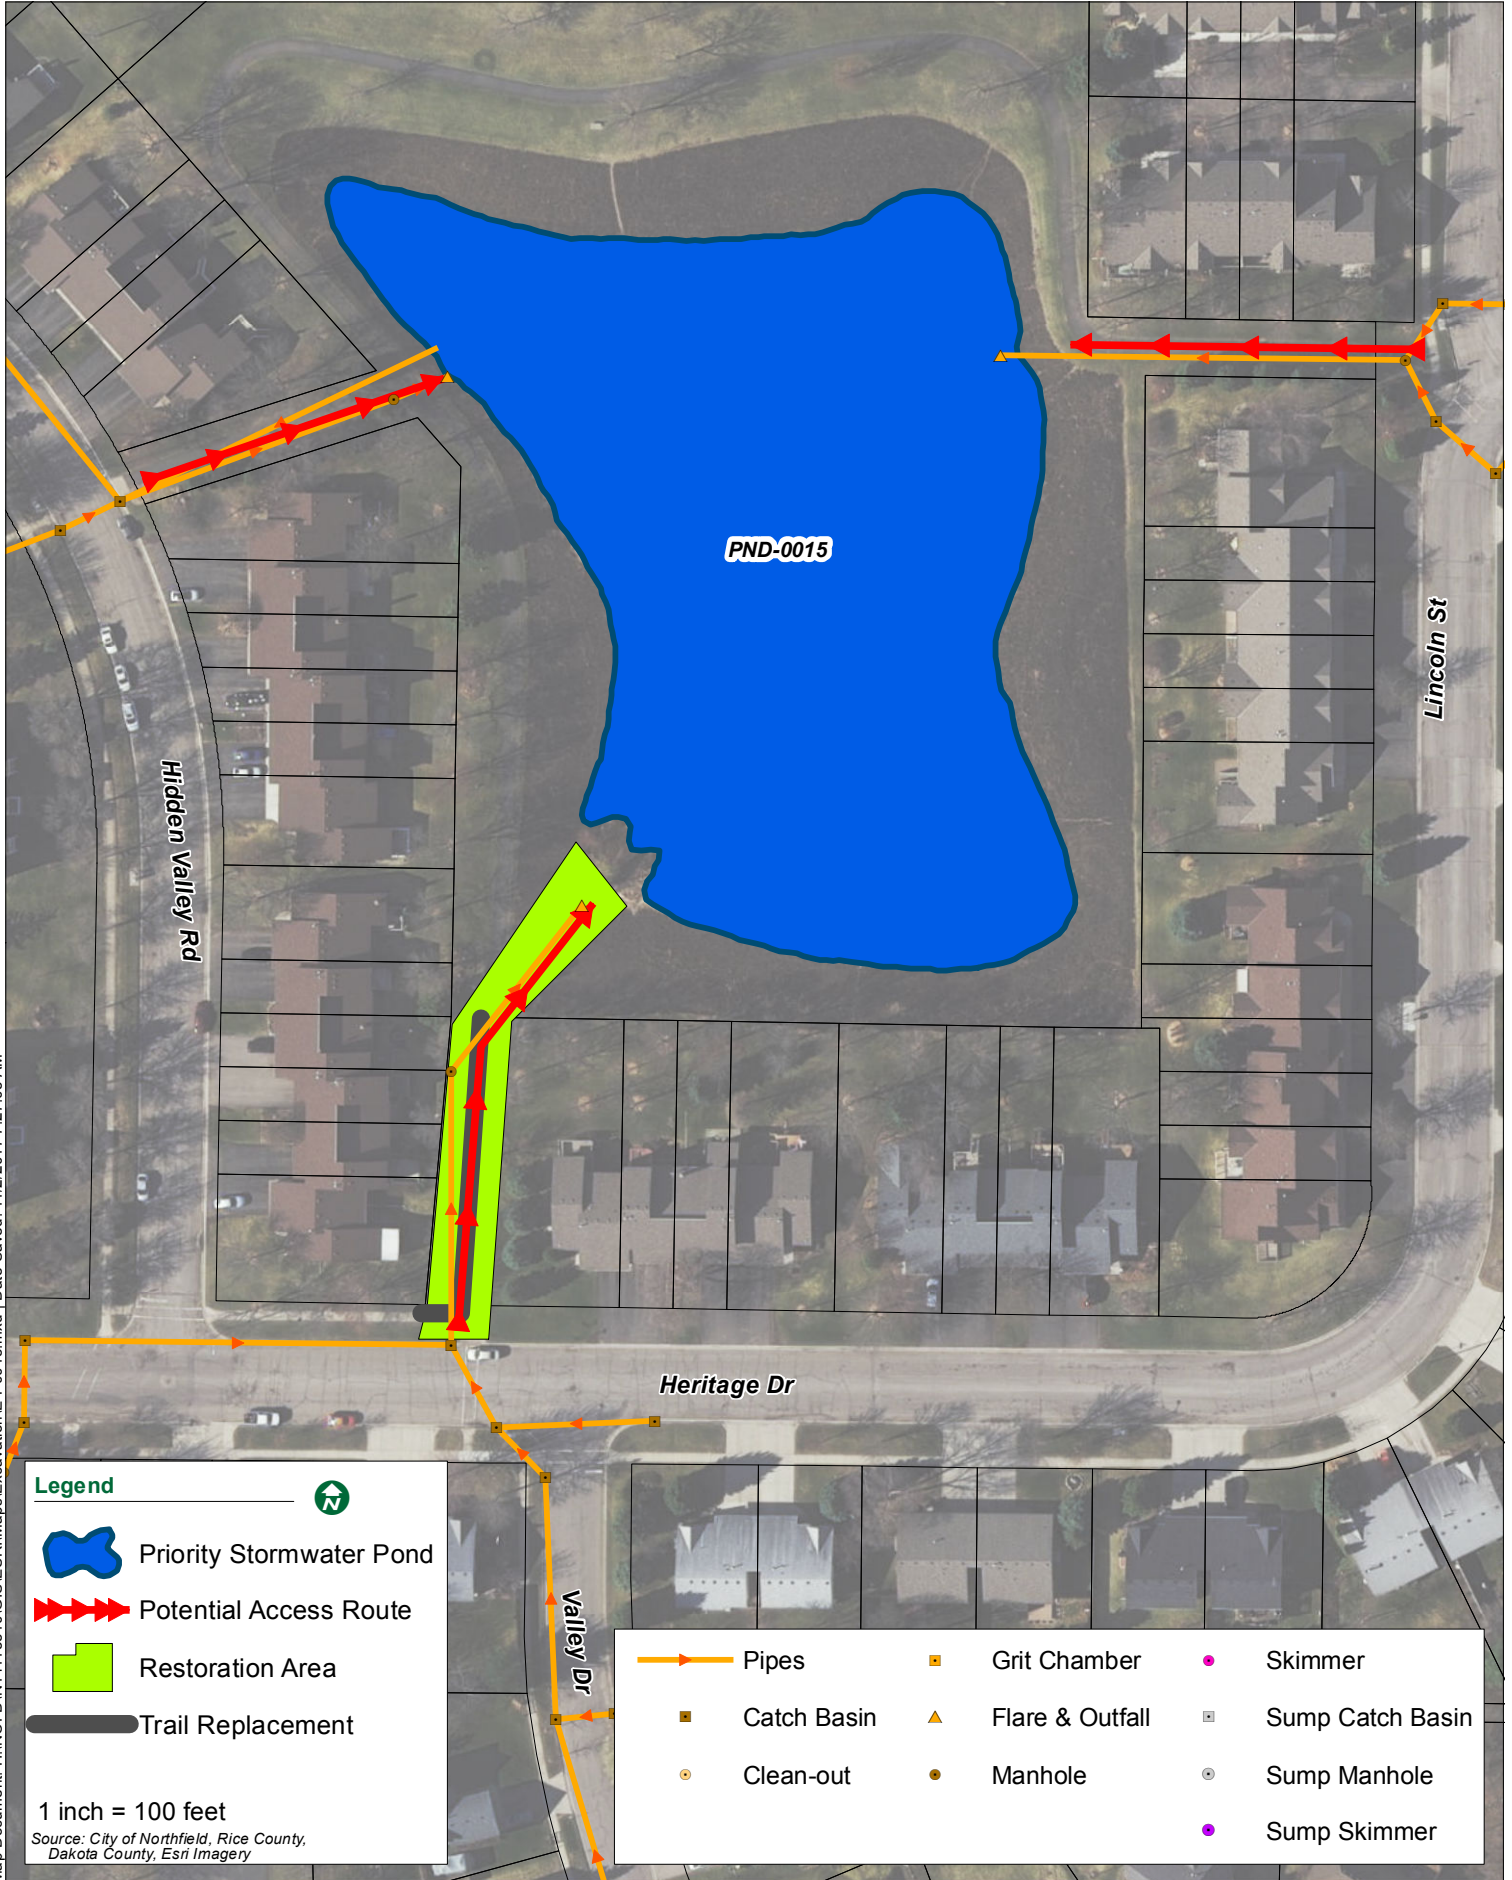 PND-0015
Lincoln St
Hidden Valley Rd
Heritage Dr
Valley Dr
Legend
N
Priority Stormwater Pond
Potential Access Route
Restoration Area
Trail Replacement
1 inch = 100 feet
Source: City of Northfield, Rice County,
Dakota County, Esri Imagery
Pipes
Catch Basin
Clean-out
Grit Chamber
Flare & Outfall
Manhole
Skimmer
Sump Catch Basin
Sump Manhole
Sump Skimmer